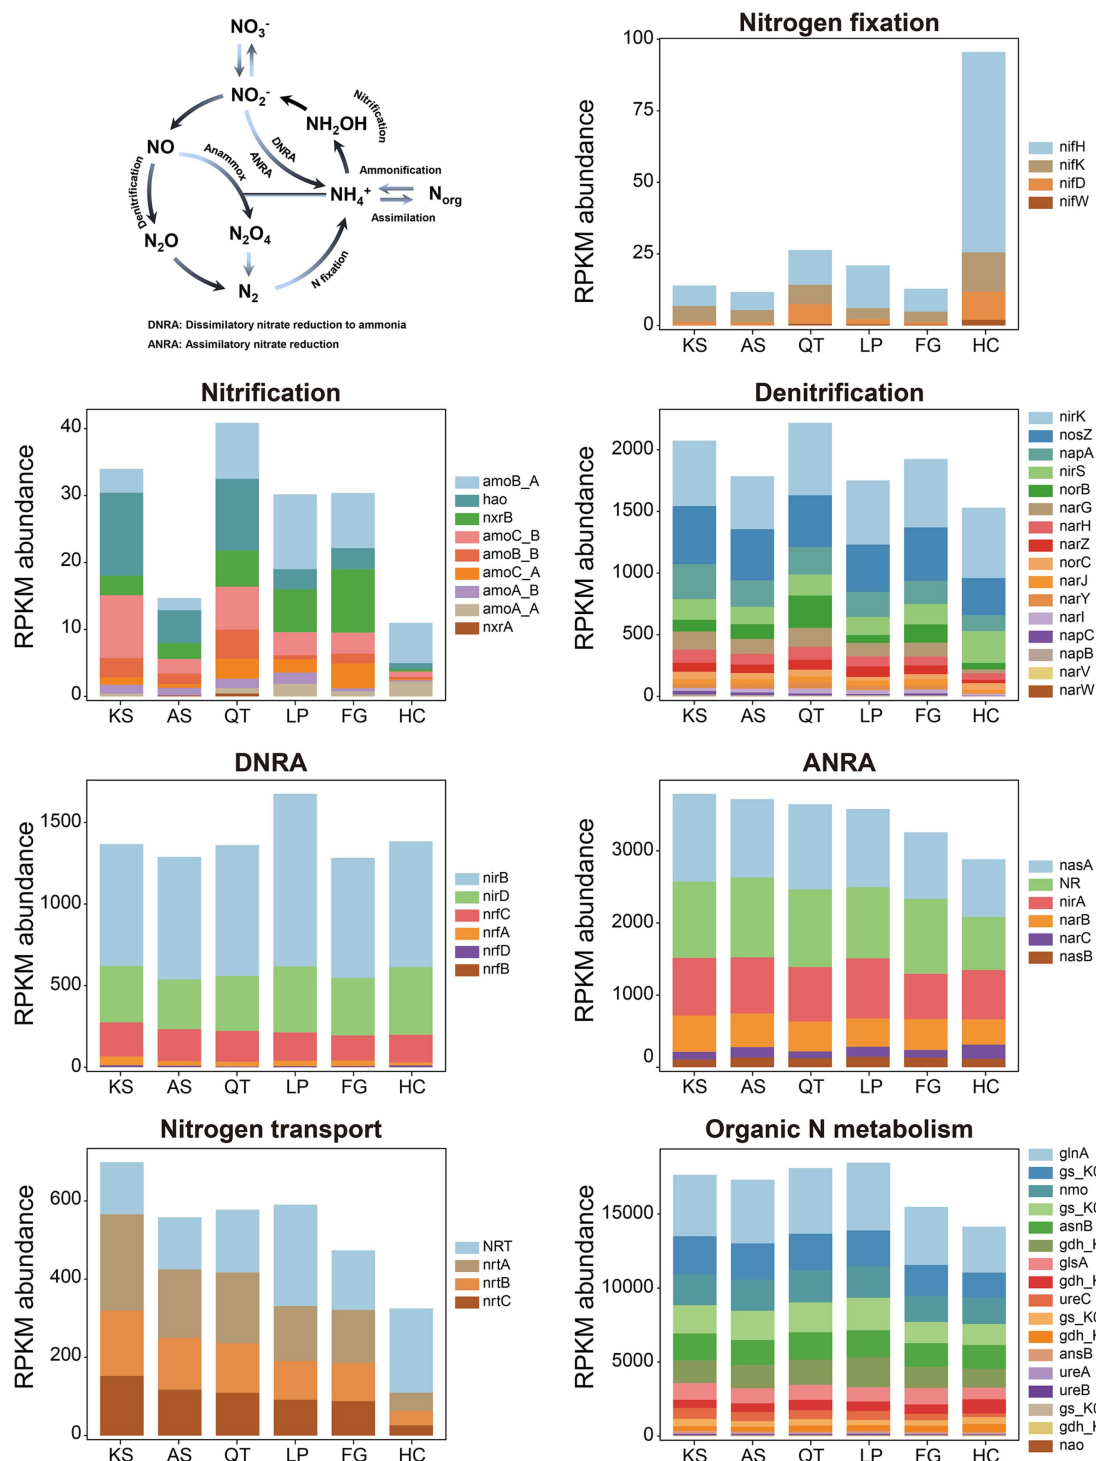 NO₃⁻
NO₂⁻
NH₂OH
Nitrification
NO
Anammox
DNRA
ANRA
Denitrification
Ammonification
NH₄⁺
Norg
Assimilation
N₂O
N₂O₄
N₂
N fixation
DNRA: Dissimilatory nitrate reduction to ammonia
ANRA: Assimilatory nitrate reduction
Nitrogen fixation
RPKM abundance
100
75
50
25
0
KS AS QT LP FG HC
nifH
nifK
nifD
nifW
Nitrification
RPKM abundance
40
30
20
10
0
KS AS QT LP FG HC
amoB_A
hao
nxrB
amoC_B
amoB_B
amoC_A
amoA_B
amoA_A
nxrA
Denitrification
RPKM abundance
2000
1500
1000
500
0
KS AS QT LP FG HC
nirK
nosZ
napA
nirS
norB
narG
narH
narZ
norC
narJ
narY
narI
napC
napB
narV
narW
DNRA
RPKM abundance
1500
1000
500
0
KS AS QT LP FG HC
nirB
nirD
nrfC
nrfA
nrfD
nrfB
ANRA
RPKM abundance
3000
2000
1000
0
KS AS QT LP FG HC
nasA
NR
nirA
narB
narC
nasB
Nitrogen transport
RPKM abundance
600
400
200
0
KS AS QT LP FG HC
NRT
nrtA
nrtB
nrtC
Organic N metabolism
RPKM abundance
15000
10000
5000
0
KS AS QT LP FG HC
glnA
gs_K0
nmo
gs_K0
asnB
gdh_K
glsA
gdh_K
ureC
gs_K0
gdh_K
ansB
ureA
ureB
gs_K0
gdh_K
nao